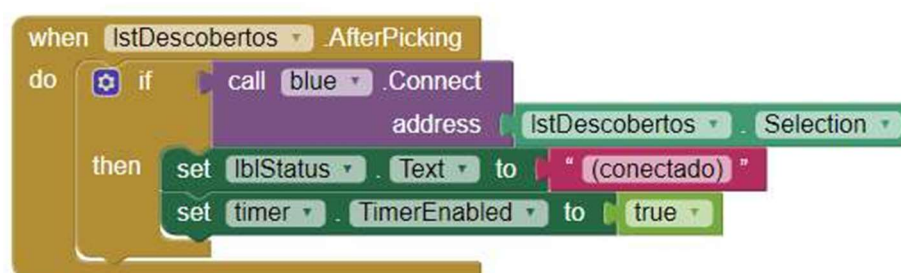 when lstDescobertos .AfterPicking
do if call blue .Connect
address lstDescobertos . Selection
then set lblStatus . Text to “ (conectado) ”
set timer . TimerEnabled to true